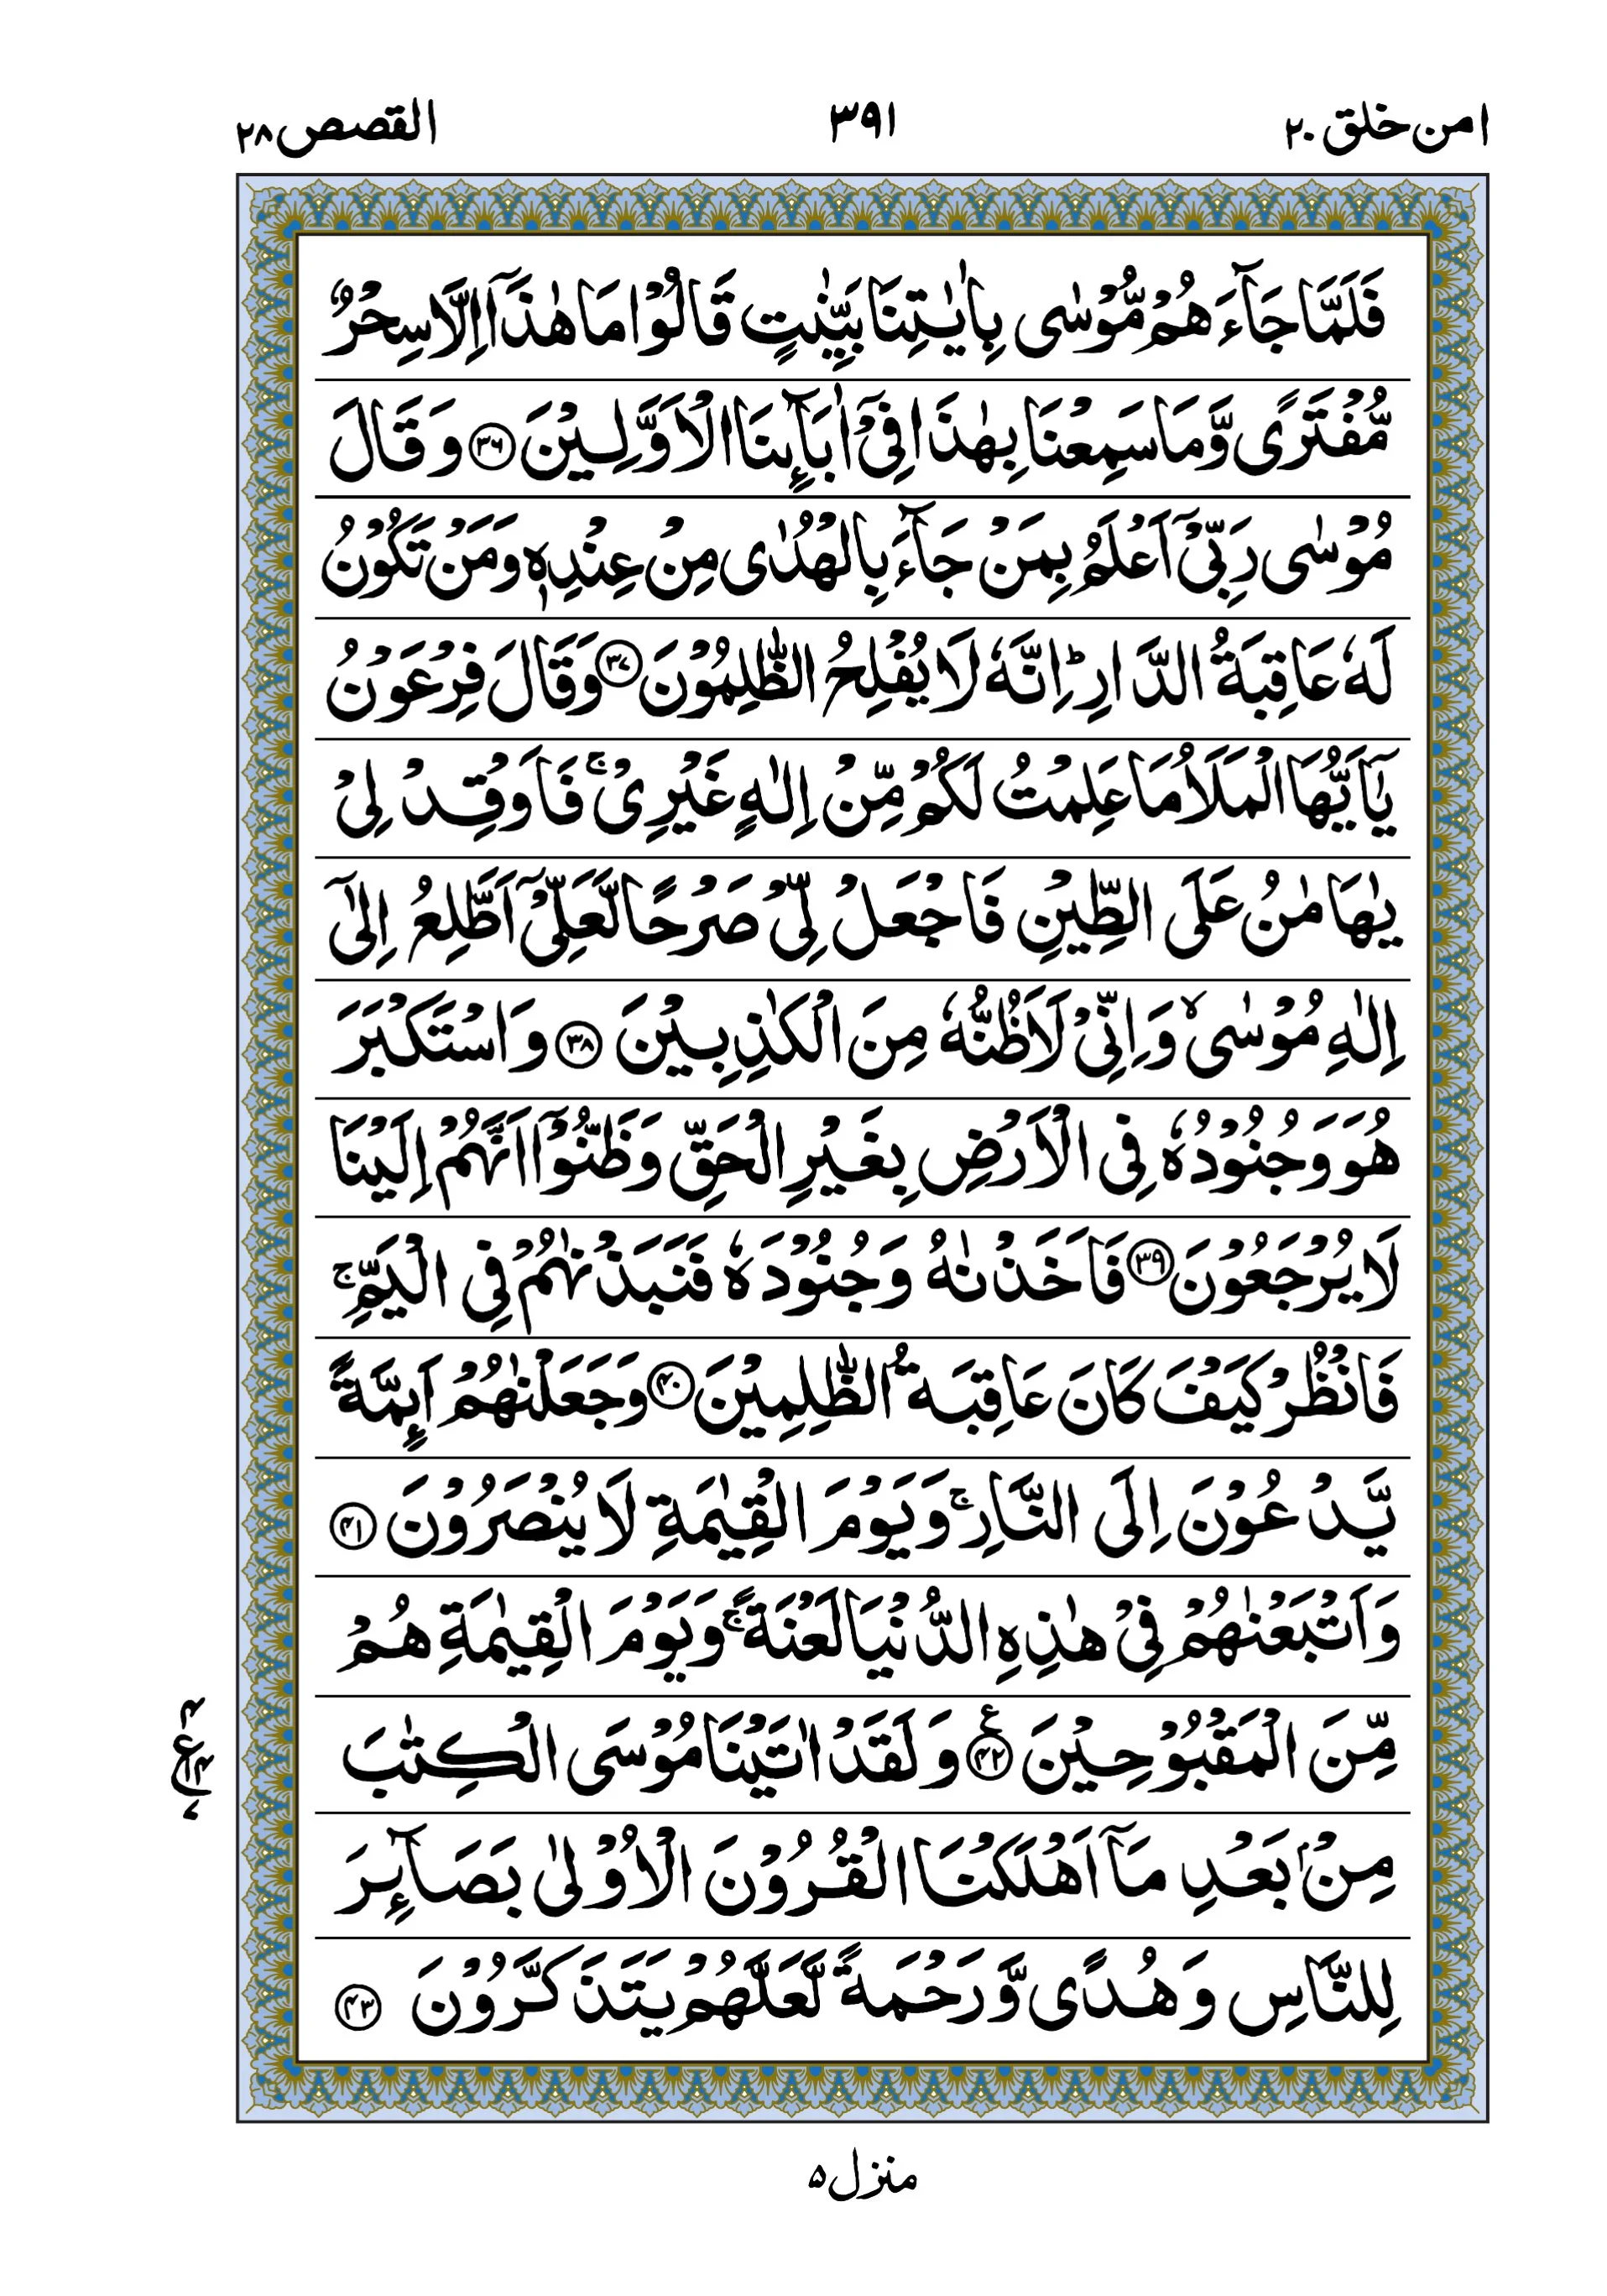 امن خلق ٢٠
٣٩١
القصص ٢٨
فَلَمَّا جَآءَهُمْ مُّوْسٰى بِاٰيٰتِنَا بَيِّنٰتٍ قَالُوْا مَا هٰذَآ اِلَّا سِحْرٌ
مُّفْتَرًى وَّمَا سَمِعْنَا بِهٰذَا فِيْۤ اٰبَآئِنَا الْاَوَّلِيْنَ ﴿٣٦﴾ وَقَالَ
مُوْسٰى رَبِّيْۤ اَعْلَمُ بِمَنْ جَآءَ بِالْهُدٰى مِنْ عِنْدِهٖ وَمَنْ تَكُوْنُ
لَهٗ عَاقِبَةُ الدَّارِ ؕ اِنَّهٗ لَا يُفْلِحُ الظّٰلِمُوْنَ ﴿٣٧﴾ وَقَالَ فِرْعَوْنُ
يٰۤاَيُّهَا الْمَلَاُ مَا عَلِمْتُ لَكُمْ مِّنْ اِلٰهٍ غَيْرِيْ ۚ فَاَوْقِدْ لِيْ
يٰهَامٰنُ عَلَى الطِّيْنِ فَاجْعَلْ لِّيْ صَرْحًا لَّعَلِّيْۤ اَطَّلِعُ اِلٰۤى
اِلٰهِ مُوْسٰى ۙ وَاِنِّيْ لَاَظُنُّهٗ مِنَ الْكٰذِبِيْنَ ﴿٣٨﴾ وَاسْتَكْبَرَ
هُوَ وَجُنُوْدُهٗ فِي الْاَرْضِ بِغَيْرِ الْحَقِّ وَظَنُّوْۤا اَنَّهُمْ اِلَيْنَا
لَا يُرْجَعُوْنَ ﴿٣٩﴾ فَاَخَذْنٰهُ وَجُنُوْدَهٗ فَنَبَذْنٰهُمْ فِي الْيَمِّ ۚ
فَانْظُرْ كَيْفَ كَانَ عَاقِبَةُ الظّٰلِمِيْنَ ﴿٤٠﴾ وَجَعَلْنٰهُمْ اَئِمَّةً
يَّدْعُوْنَ اِلَى النَّارِ ۚ وَيَوْمَ الْقِيٰمَةِ لَا يُنْصَرُوْنَ ﴿٤١﴾
وَاَتْبَعْنٰهُمْ فِيْ هٰذِهِ الدُّنْيَا لَعْنَةً ۚ وَيَوْمَ الْقِيٰمَةِ هُمْ
مِّنَ الْمَقْبُوْحِيْنَ ﴿٤٢﴾ وَلَقَدْ اٰتَيْنَا مُوْسَى الْكِتٰبَ
مِنْۢ بَعْدِ مَاۤ اَهْلَكْنَا الْقُرُوْنَ الْاُوْلٰى بَصَآئِرَ
لِلنَّاسِ وَهُدًى وَّرَحْمَةً لَّعَلَّهُمْ يَتَذَكَّرُوْنَ ﴿٤٣﴾
منزل ٥